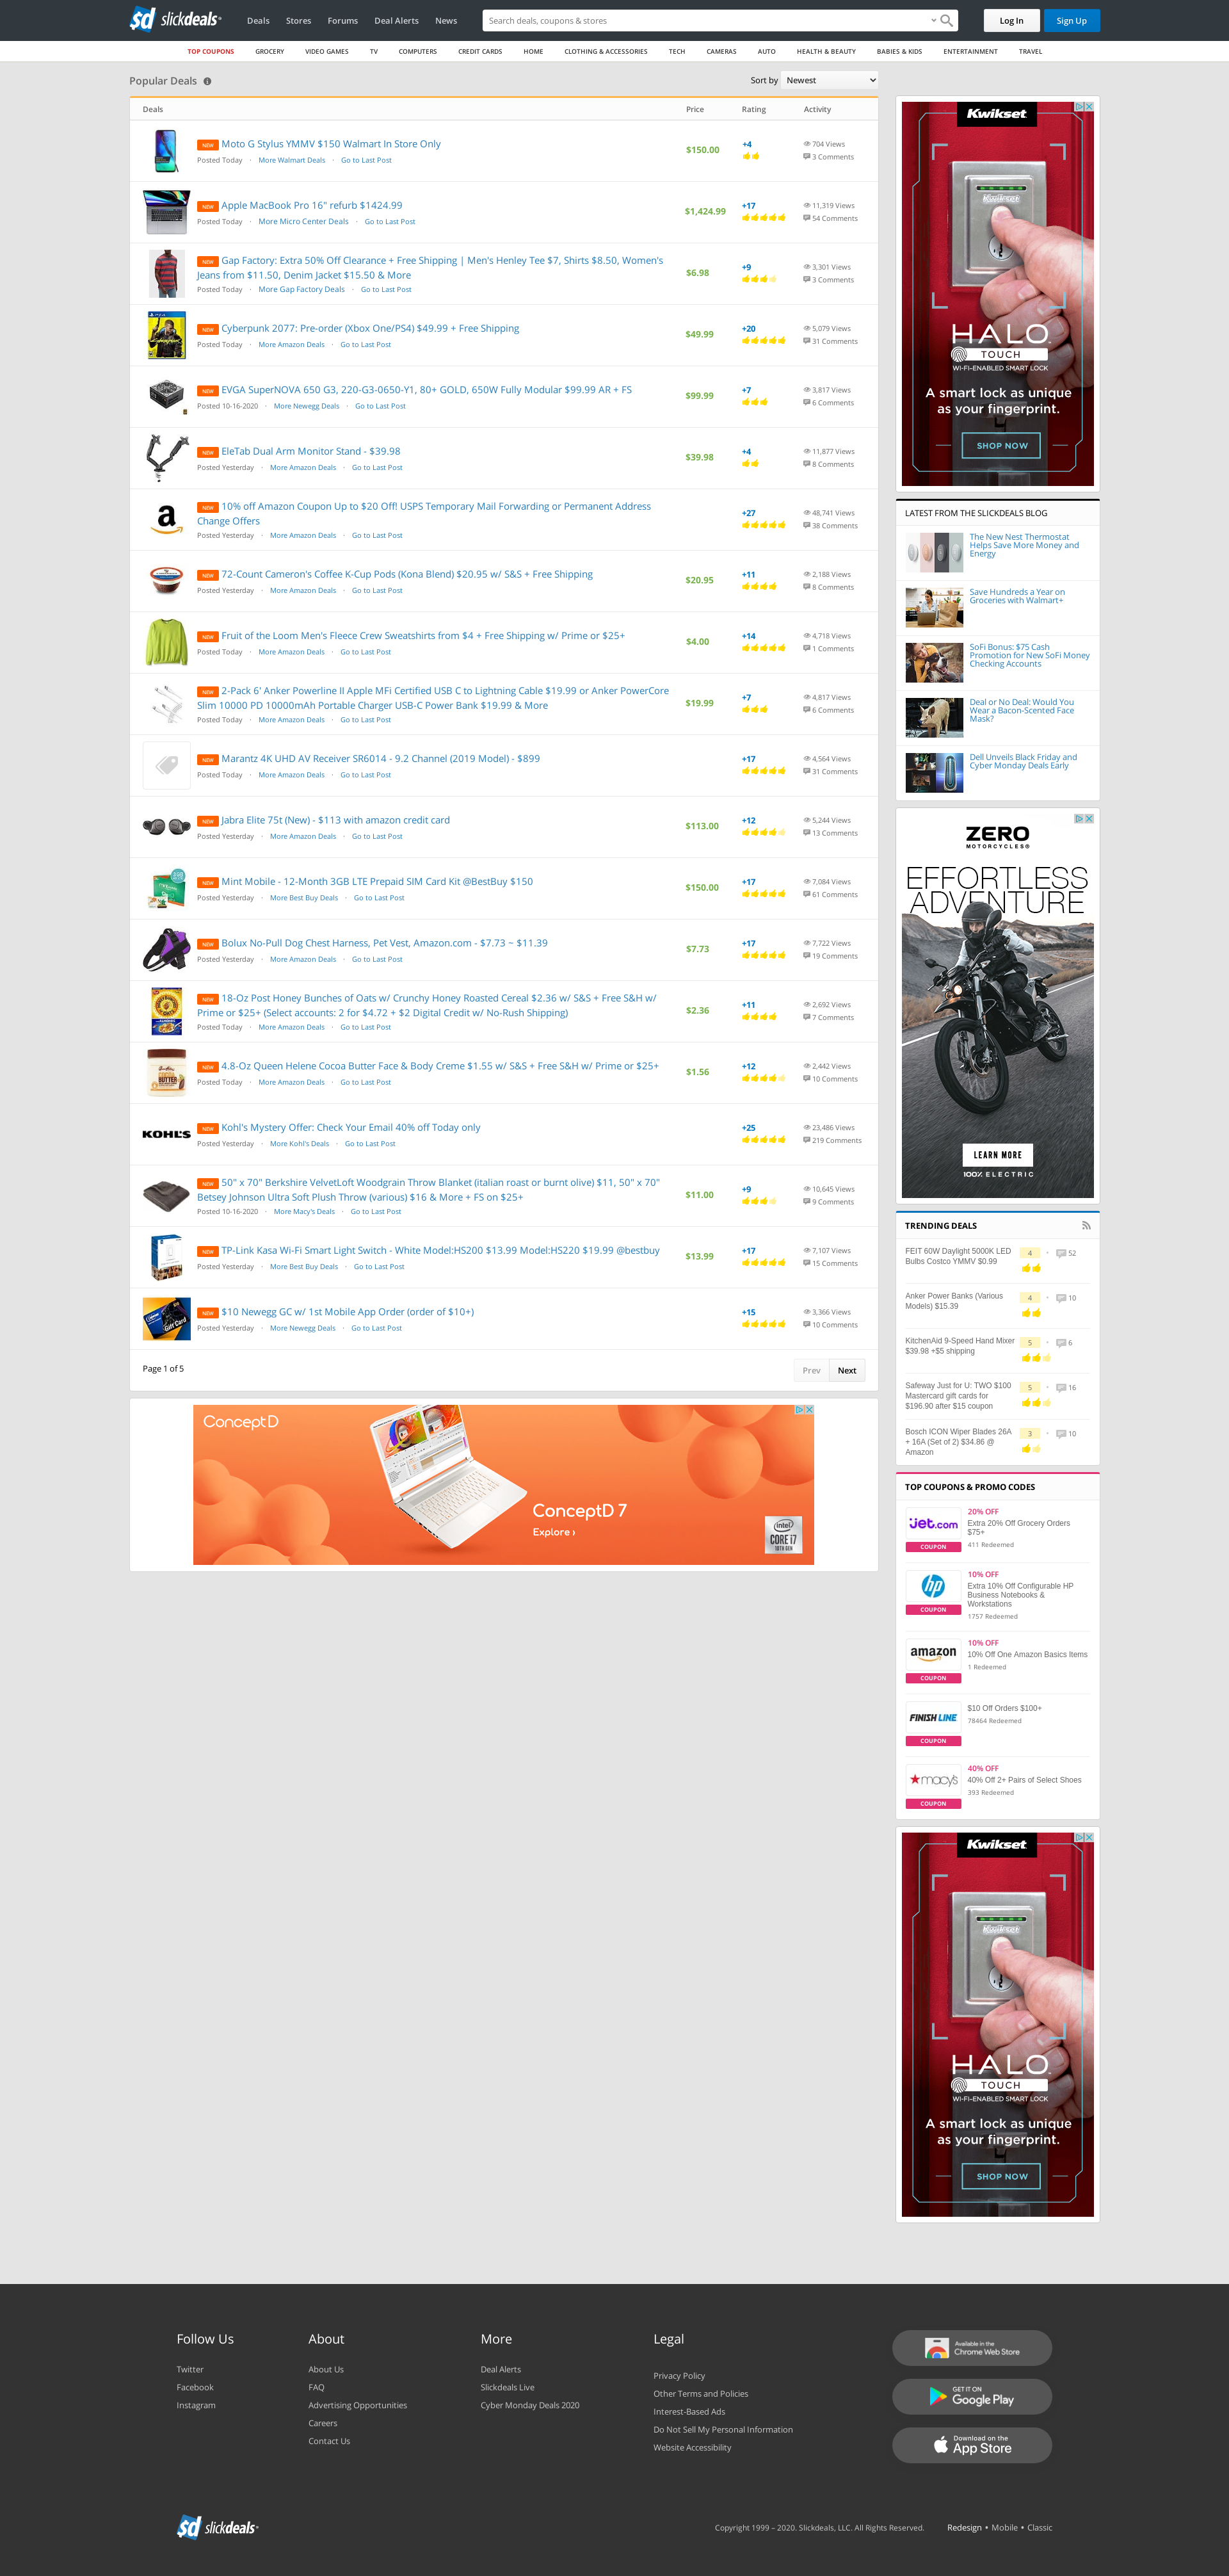 slickdeals
Deals Stores Forums Deal Alerts News
Search deals, coupons & stores
Log In Sign Up
TOP COUPONS GROCERY VIDEO GAMES TV COMPUTERS CREDIT CARDS HOME CLOTHING & ACCESSORIES TECH CAMERAS AUTO HEALTH & BEAUTY BABIES & KIDS ENTERTAINMENT TRAVEL
Popular Deals
Sort by Newest
Deals Price Rating Activity
NEW Moto G Stylus YMMV $150 Walmart In Store Only
Posted Today · More Walmart Deals · Go to Last Post
$150.00 +4 704 Views
3 Comments
NEW Apple MacBook Pro 16" refurb $1424.99
Posted Today · More Micro Center Deals · Go to Last Post
$1,424.99 +17 11,319 Views
54 Comments
NEW Gap Factory: Extra 50% Off Clearance + Free Shipping | Men's Henley Tee $7, Shirts $8.50, Women's
Jeans from $11.50, Denim Jacket $15.50 & More
Posted Today · More Gap Factory Deals · Go to Last Post
$6.98 +9 3,301 Views
3 Comments
NEW Cyberpunk 2077: Pre-order (Xbox One/PS4) $49.99 + Free Shipping
Posted Today · More Amazon Deals · Go to Last Post
$49.99 +20 5,079 Views
31 Comments
NEW EVGA SuperNOVA 650 G3, 220-G3-0650-Y1, 80+ GOLD, 650W Fully Modular $99.99 AR + FS
Posted 10-16-2020 · More Newegg Deals · Go to Last Post
$99.99 +7 3,817 Views
6 Comments
NEW EleTab Dual Arm Monitor Stand - $39.98
Posted Yesterday · More Amazon Deals · Go to Last Post
$39.98 +4 11,877 Views
8 Comments
NEW 10% off Amazon Coupon Up to $20 Off! USPS Temporary Mail Forwarding or Permanent Address
Change Offers
Posted Yesterday · More Amazon Deals · Go to Last Post
+27 48,741 Views
38 Comments
NEW 72-Count Cameron's Coffee K-Cup Pods (Kona Blend) $20.95 w/ S&S + Free Shipping
Posted Yesterday · More Amazon Deals · Go to Last Post
$20.95 +11 2,188 Views
8 Comments
NEW Fruit of the Loom Men's Fleece Crew Sweatshirts from $4 + Free Shipping w/ Prime or $25+
Posted Today · More Amazon Deals · Go to Last Post
$4.00 +14 4,718 Views
1 Comments
NEW 2-Pack 6' Anker Powerline II Apple MFi Certified USB C to Lightning Cable $19.99 or Anker PowerCore
Slim 10000 PD 10000mAh Portable Charger USB-C Power Bank $19.99 & More
Posted Today · More Amazon Deals · Go to Last Post
$19.99 +7 4,817 Views
6 Comments
NEW Marantz 4K UHD AV Receiver SR6014 - 9.2 Channel (2019 Model) - $899
Posted Today · More Amazon Deals · Go to Last Post
+17 4,564 Views
31 Comments
NEW Jabra Elite 75t (New) - $113 with amazon credit card
Posted Yesterday · More Amazon Deals · Go to Last Post
$113.00 +12 5,244 Views
13 Comments
NEW Mint Mobile - 12-Month 3GB LTE Prepaid SIM Card Kit @BestBuy $150
Posted Yesterday · More Best Buy Deals · Go to Last Post
$150.00 +17 7,084 Views
61 Comments
NEW Bolux No-Pull Dog Chest Harness, Pet Vest, Amazon.com - $7.73 ~ $11.39
Posted Yesterday · More Amazon Deals · Go to Last Post
$7.73 +17 7,722 Views
19 Comments
NEW 18-Oz Post Honey Bunches of Oats w/ Crunchy Honey Roasted Cereal $2.36 w/ S&S + Free S&H w/
Prime or $25+ (Select accounts: 2 for $4.72 + $2 Digital Credit w/ No-Rush Shipping)
Posted Today · More Amazon Deals · Go to Last Post
$2.36 +11 2,692 Views
7 Comments
NEW 4.8-Oz Queen Helene Cocoa Butter Face & Body Creme $1.55 w/ S&S + Free S&H w/ Prime or $25+
Posted Today · More Amazon Deals · Go to Last Post
$1.56 +12 2,442 Views
10 Comments
KOHL'S
NEW Kohl's Mystery Offer: Check Your Email 40% off Today only
Posted Yesterday · More Kohl's Deals · Go to Last Post
+25 23,486 Views
219 Comments
NEW 50" x 70" Berkshire VelvetLoft Woodgrain Throw Blanket (italian roast or burnt olive) $11, 50" x 70"
Betsey Johnson Ultra Soft Plush Throw (various) $16 & More + FS on $25+
Posted 10-16-2020 · More Macy's Deals · Go to Last Post
$11.00 +9 10,645 Views
9 Comments
NEW TP-Link Kasa Wi-Fi Smart Light Switch - White Model:HS200 $13.99 Model:HS220 $19.99 @bestbuy
Posted Yesterday · More Best Buy Deals · Go to Last Post
$13.99 +17 7,107 Views
15 Comments
NEW $10 Newegg GC w/ 1st Mobile App Order (order of $10+)
Posted Yesterday · More Newegg Deals · Go to Last Post
+15 3,366 Views
10 Comments
Page 1 of 5
Prev Next
ConceptD
ConceptD 7
Explore ›
intel
CORE i7
10TH GEN
Kwikset
HALO
TOUCH
WI-FI-ENABLED SMART LOCK
A smart lock as unique
as your fingerprint.
SHOP NOW
LATEST FROM THE SLICKDEALS BLOG
The New Nest Thermostat
Helps Save More Money and
Energy
Save Hundreds a Year on
Groceries with Walmart+
SoFi Bonus: $75 Cash
Promotion for New SoFi Money
Checking Accounts
Deal or No Deal: Would You
Wear a Bacon-Scented Face
Mask?
Dell Unveils Black Friday and
Cyber Monday Deals Early
ZERO
MOTORCYCLES®
EFFORTLESS
ADVENTURE
LEARN MORE
100% ELECTRIC
TRENDING DEALS
FEIT 60W Daylight 5000K LED
Bulbs Costco YMMV $0.99
4 · 52
Anker Power Banks (Various
Models) $15.39
4 · 10
KitchenAid 9-Speed Hand Mixer
$39.98 +$5 shipping
5 · 6
Safeway Just for U: TWO $100
Mastercard gift cards for
$196.90 after $15 coupon
5 · 16
Bosch ICON Wiper Blades 26A
+ 16A (Set of 2) $34.86 @
Amazon
3 · 10
TOP COUPONS & PROMO CODES
jet.com
COUPON
20% OFF
Extra 20% Off Grocery Orders
$75+
411 Redeemed
hp
COUPON
10% OFF
Extra 10% Off Configurable HP
Business Notebooks &
Workstations
1757 Redeemed
amazon
COUPON
10% OFF
10% Off One Amazon Basics Items
1 Redeemed
FINISH LINE
COUPON
$10 Off Orders $100+
78464 Redeemed
macy's
COUPON
40% OFF
40% Off 2+ Pairs of Select Shoes
393 Redeemed
Kwikset
HALO
TOUCH
WI-FI-ENABLED SMART LOCK
A smart lock as unique
as your fingerprint.
SHOP NOW
Follow Us
Twitter
Facebook
Instagram
About
About Us
FAQ
Advertising Opportunities
Careers
Contact Us
More
Deal Alerts
Slickdeals Live
Cyber Monday Deals 2020
Legal
Privacy Policy
Other Terms and Policies
Interest-Based Ads
Do Not Sell My Personal Information
Website Accessibility
Available in the
Chrome Web Store
GET IT ON
Google Play
Download on the
App Store
slickdeals
Copyright 1999 – 2020. Slickdeals, LLC. All Rights Reserved.
Redesign • Mobile • Classic